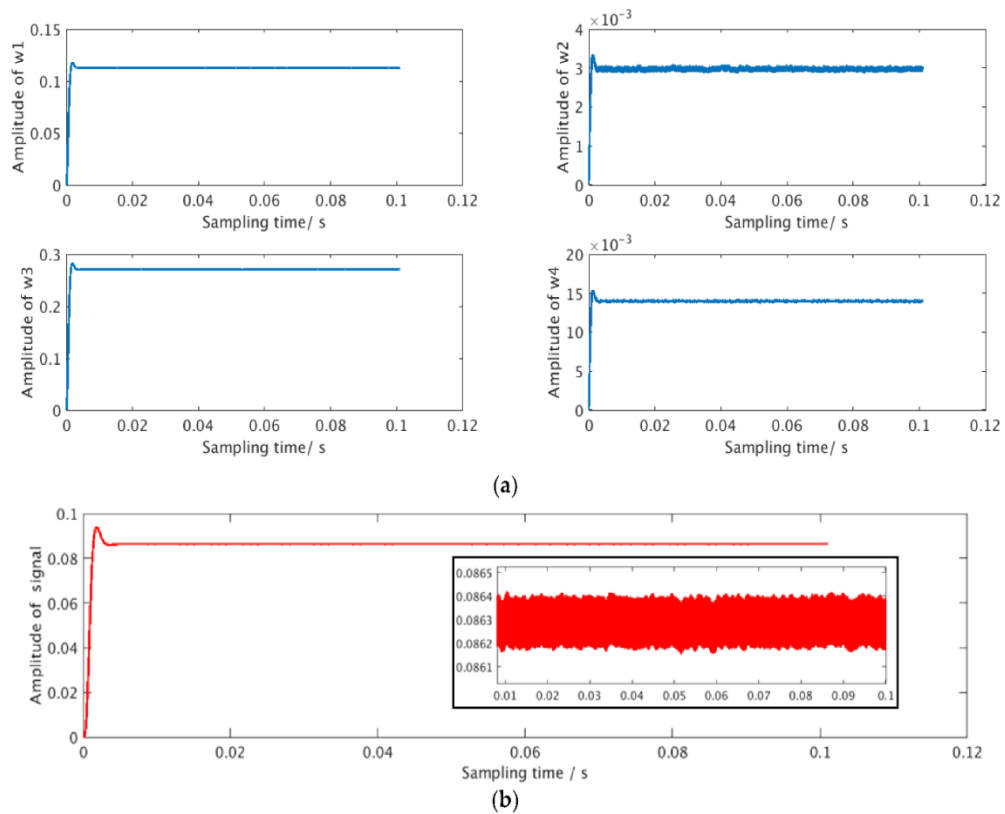 0.15
0.1
0.05
0
Amplitude of w1
0 0.02 0.04 0.06 0.08 0.1 0.12
Sampling time/ s
×10⁻³
4
3
2
1
0
Amplitude of w2
0 0.02 0.04 0.06 0.08 0.1 0.12
Sampling time/ s
0.3
0.2
0.1
0
Amplitude of w3
0 0.02 0.04 0.06 0.08 0.1 0.12
Sampling time/ s
×10⁻³
20
15
10
5
0
Amplitude of w4
0 0.02 0.04 0.06 0.08 0.1 0.12
Sampling time/ s
(a)
0.1
0.08
0.06
0.04
0.02
0
Amplitude of signal
0.0865
0.0864
0.0863
0.0862
0.0861
0.01 0.02 0.03 0.04 0.05 0.06 0.07 0.08 0.09 0.1
0 0.02 0.04 0.06 0.08 0.1 0.12
Sampling time / s
(b)